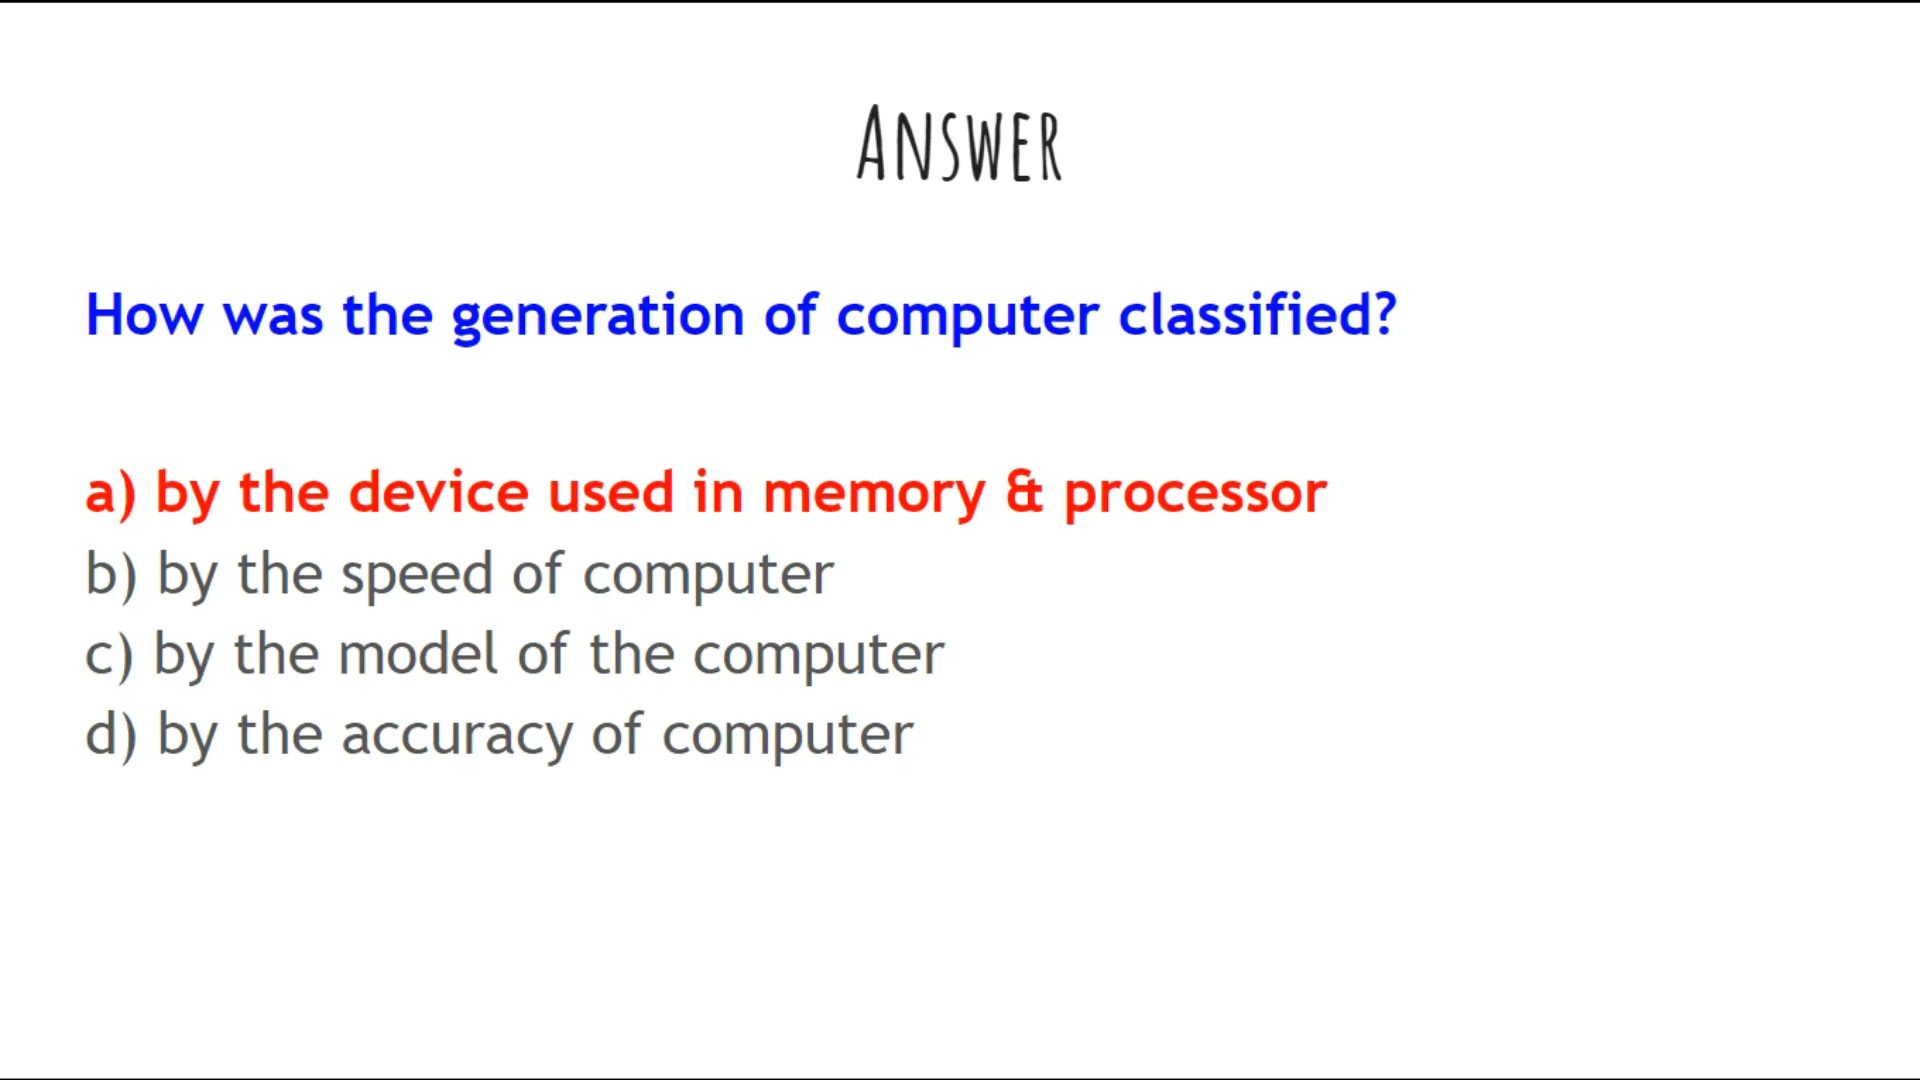 Answer
How was the generation of computer classified?
a) by the device used in memory & processor
b) by the speed of computer
c) by the model of the computer
d) by the accuracy of computer